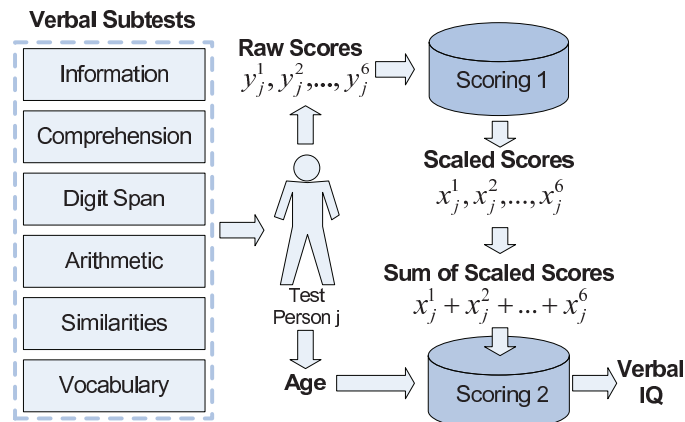 Verbal Subtests
Information
Comprehension
Digit Span
Arithmetic
Similarities
Vocabulary
Raw Scores
y_j^1, y_j^2,..., y_j^6
Test
Person j
Age
Scoring 1
Scaled Scores
x_j^1, x_j^2,..., x_j^6
Sum of Scaled Scores
x_j^1 + x_j^2 + ... + x_j^6
Scoring 2
Verbal
IQ